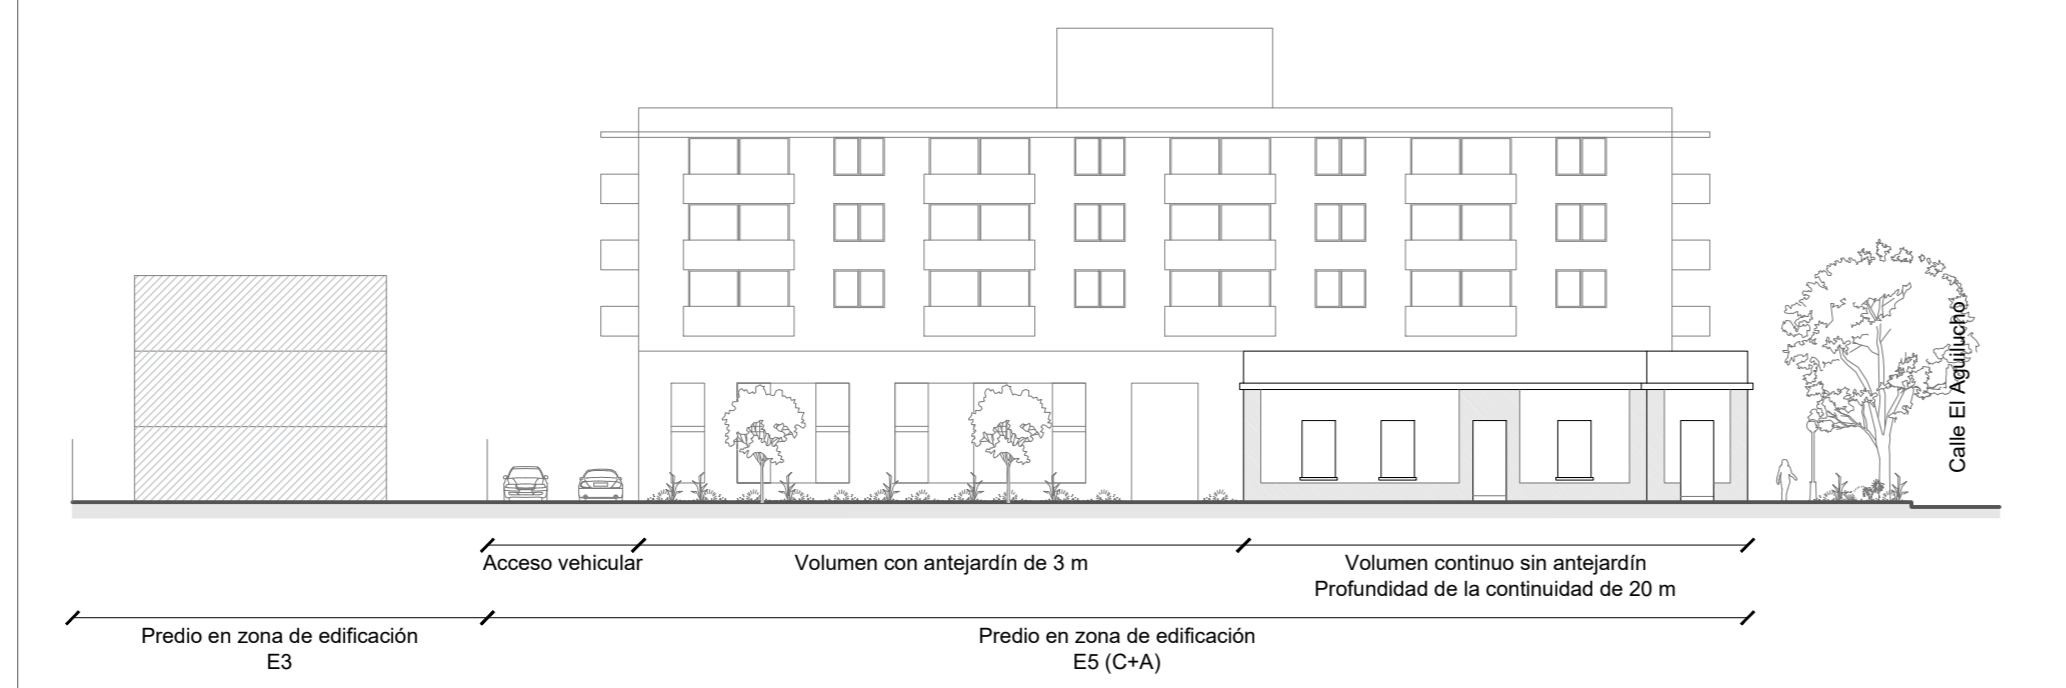 Calle El Aguilucho
Acceso vehicular
Volumen con antejardín de 3 m
Volumen continuo sin antejardín
Profundidad de la continuidad de 20 m
Predio en zona de edificación
E3
Predio en zona de edificación
E5 (C+A)